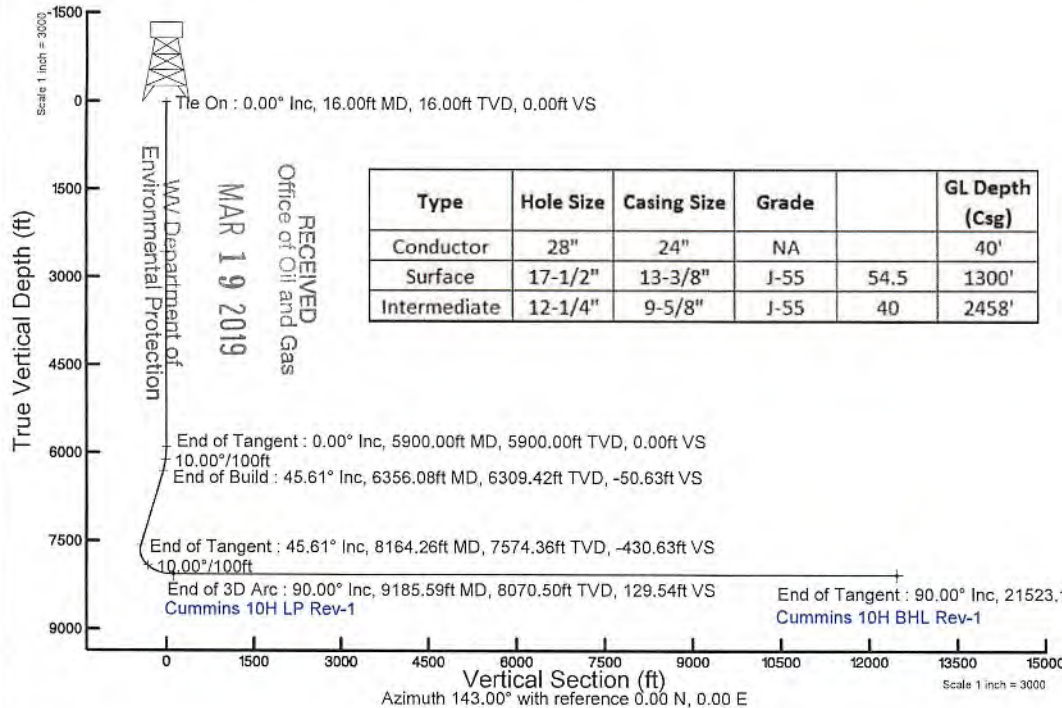 -1500
Scale 1 inch = 3000
0
1500
3000
4500
6000
7500
9000
True Vertical Depth (ft)
Tie On : 0.00° Inc, 16.00ft MD, 16.00ft TVD, 0.00ft VS
RECEIVED
Office of Oil and Gas
MAR 19 2019
WV Department of
Environmental Protection
Type Hole Size Casing Size Grade GL Depth (Csg)
Conductor 28" 24" NA 40'
Surface 17-1/2" 13-3/8" J-55 54.5 1300'
Intermediate 12-1/4" 9-5/8" J-55 40 2458'
End of Tangent : 0.00° Inc, 5900.00ft MD, 5900.00ft TVD, 0.00ft VS
10.00°/100ft
End of Build : 45.61° Inc, 6356.08ft MD, 6309.42ft TVD, -50.63ft VS
End of Tangent : 45.61° Inc, 8164.26ft MD, 7574.36ft TVD, -430.63ft VS
10.00°/100ft
End of 3D Arc : 90.00° Inc, 9185.59ft MD, 8070.50ft TVD, 129.54ft VS
Cummins 10H LP Rev-1
End of Tangent : 90.00° Inc, 21523.1
Cummins 10H BHL Rev-1
0 1500 3000 4500 6000 7500 9000 10500 12000 13500 15000
Vertical Section (ft)
Azimuth 143.00° with reference 0.00 N, 0.00 E
Scale 1 inch = 3000